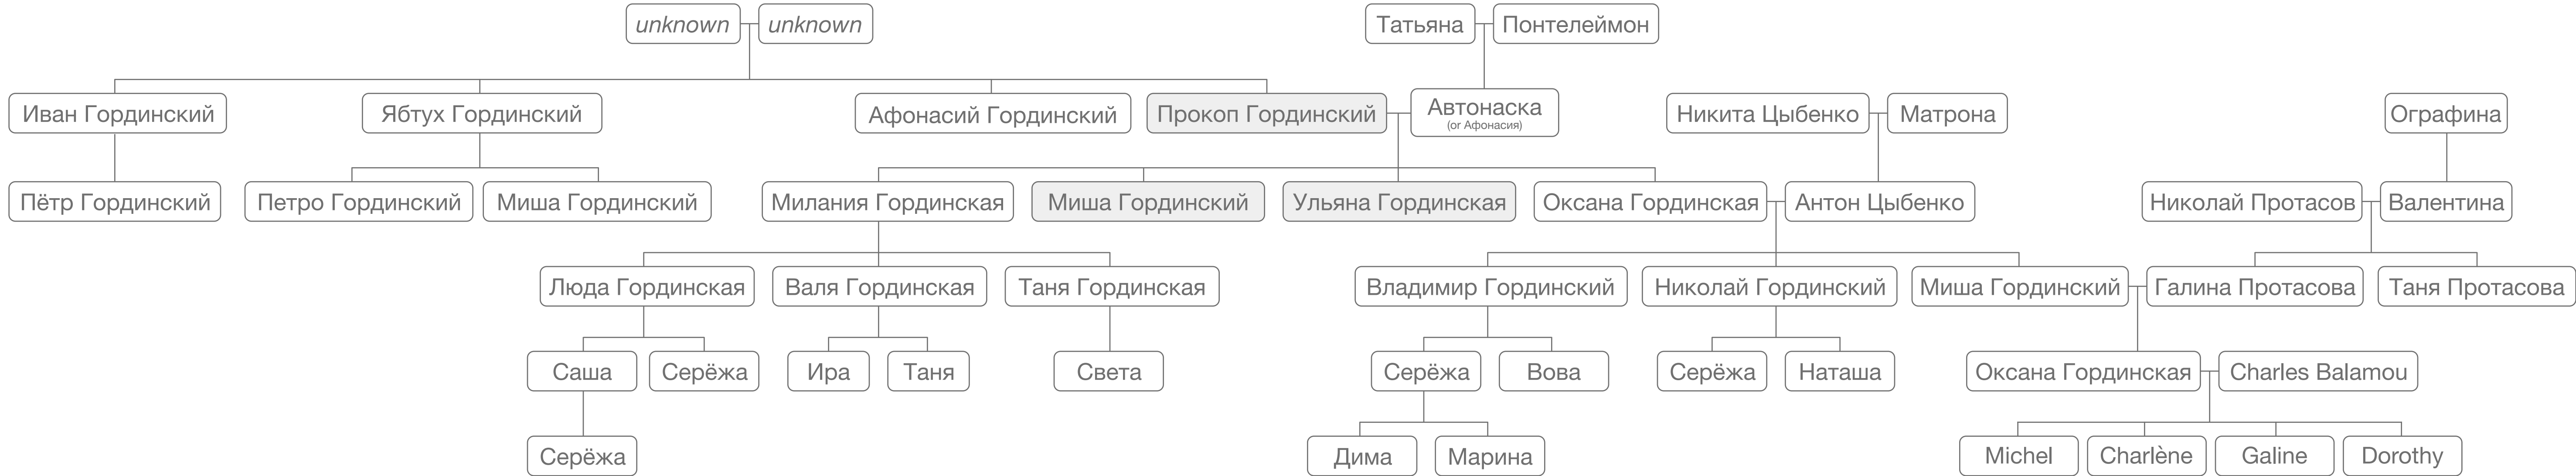 unknown
unknown
Татьяна
Понтелеймон
Иван Гординский
Ябтух Гординский
Афонасий Гординский
Прокоп Гординский
Автонаска
(or Афонасия)
Никита Цыбенко
Матрона
Ографина
Пётр Гординский
Петро Гординский
Миша Гординский
Милания Гординская
Миша Гординский
Ульяна Гординская
Оксана Гординская
Антон Цыбенко
Николай Протасов
Валентина
Люда Гординская
Валя Гординская
Таня Гординская
Владимир Гординский
Николай Гординский
Миша Гординский
Галина Протасова
Таня Протасова
Саша
Серёжа
Ира
Таня
Света
Серёжа
Вова
Серёжа
Наташа
Оксана Гординская
Charles Balamou
Серёжа
Дима
Марина
Michel
Charlène
Galine
Dorothy